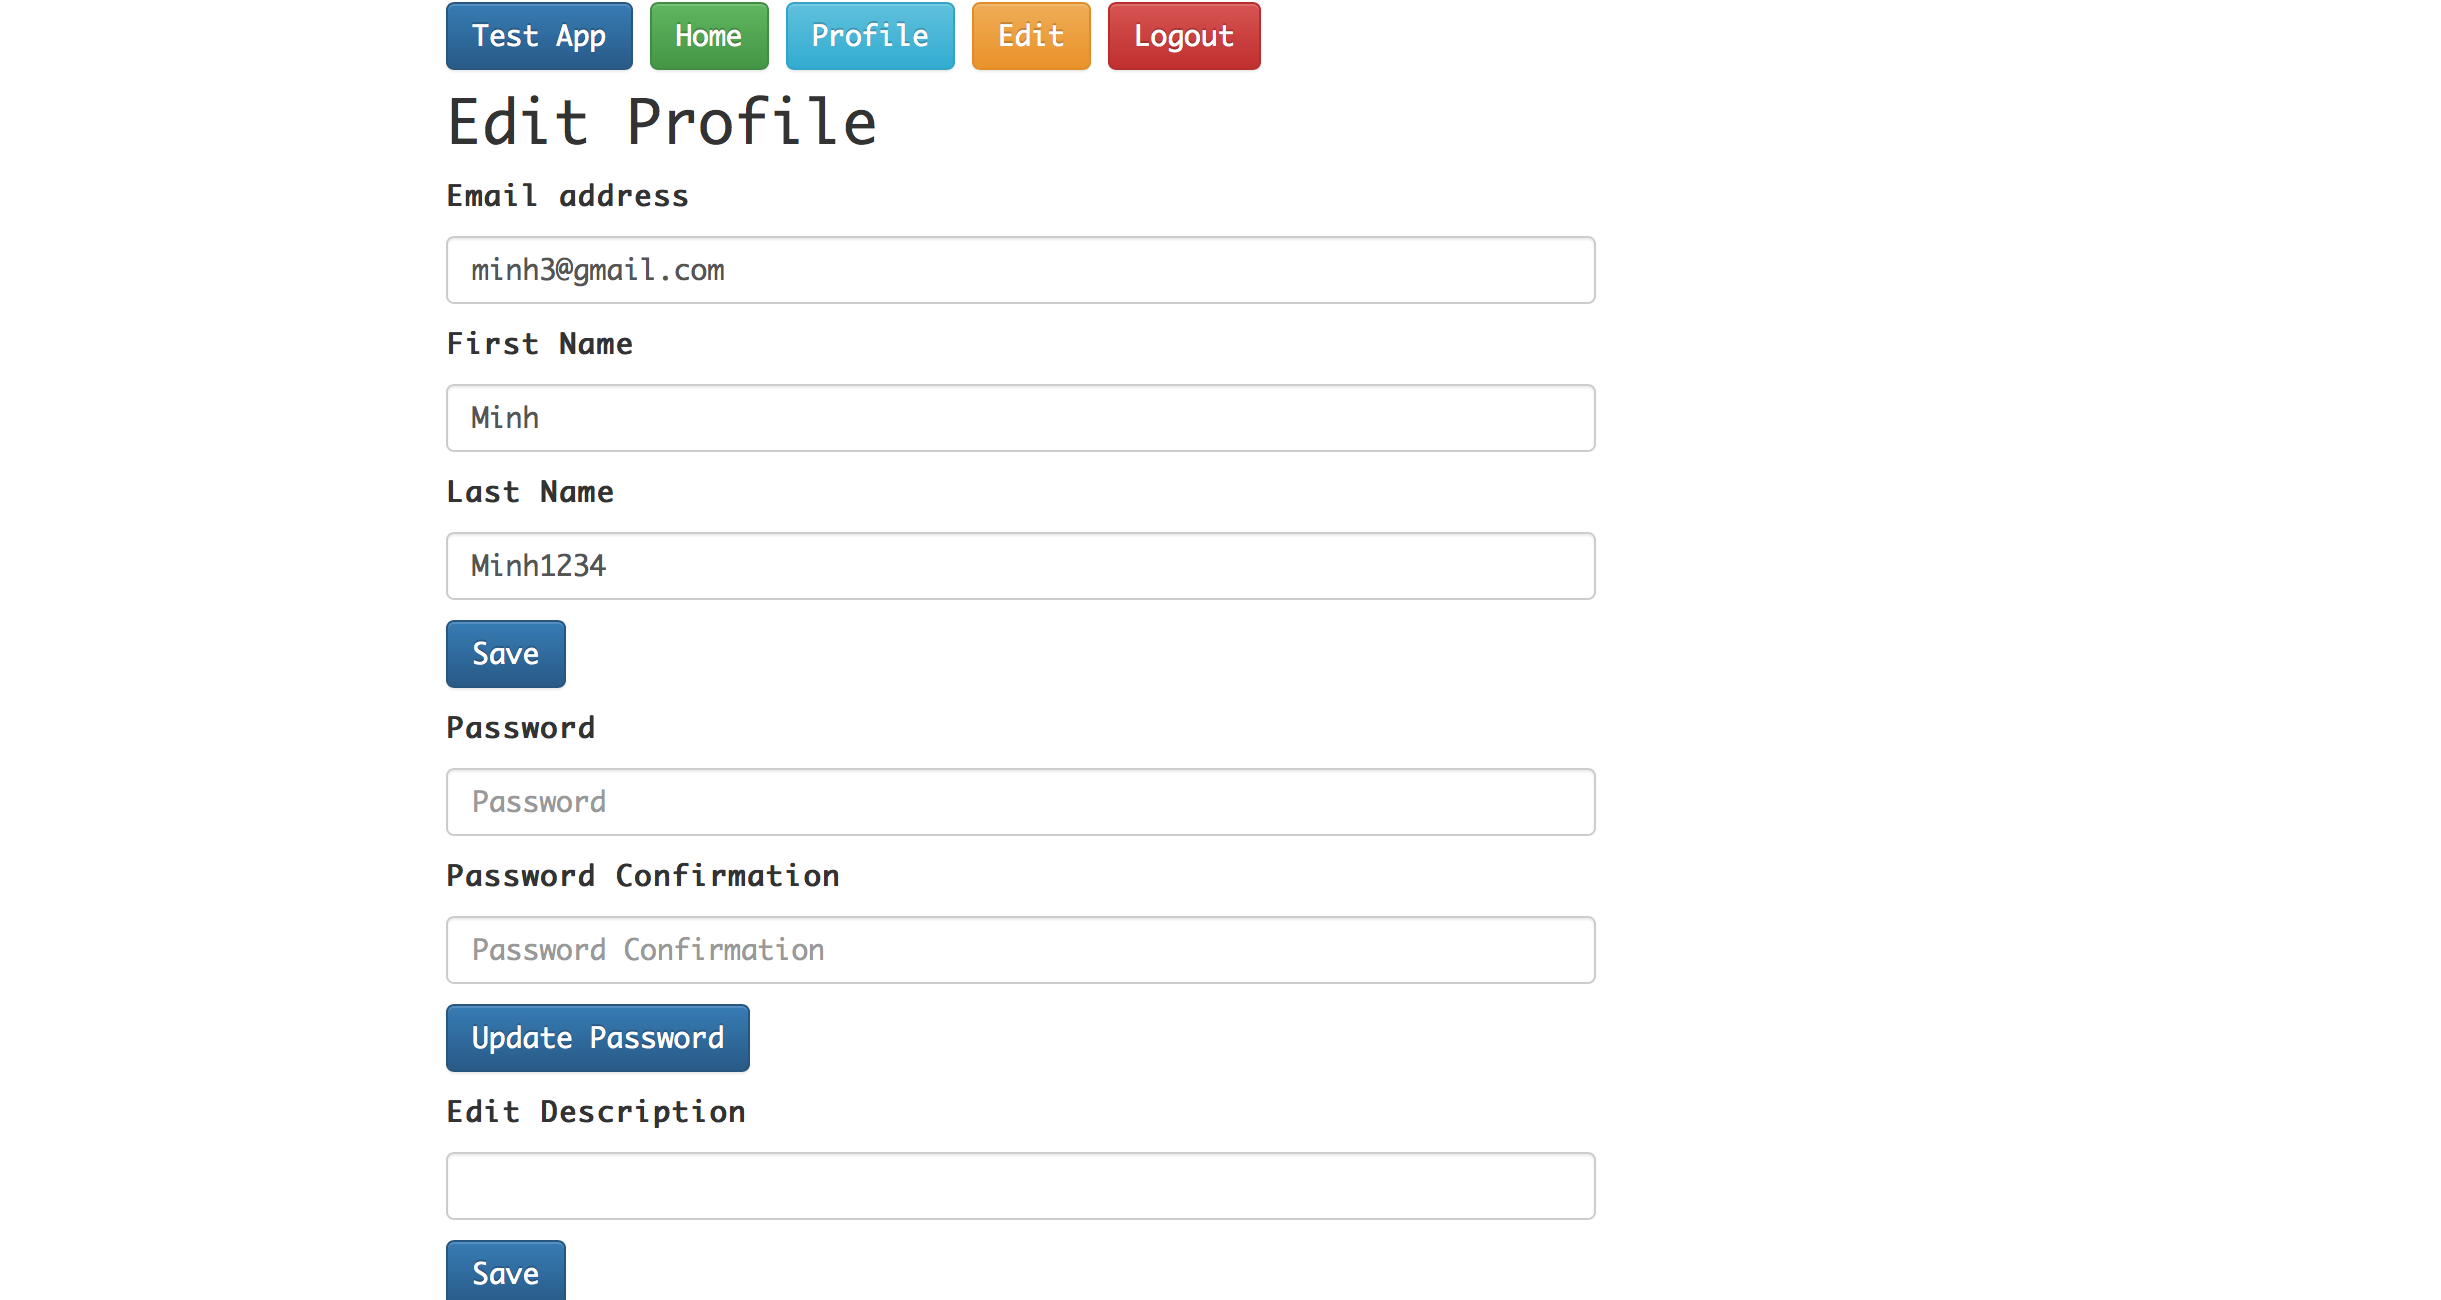 Test App Home Profile Edit Logout
Edit Profile
Email address
minh3@gmail.com
First Name
Minh
Last Name
Minh1234
Save
Password
Password
Password Confirmation
Password Confirmation
Update Password
Edit Description
Save